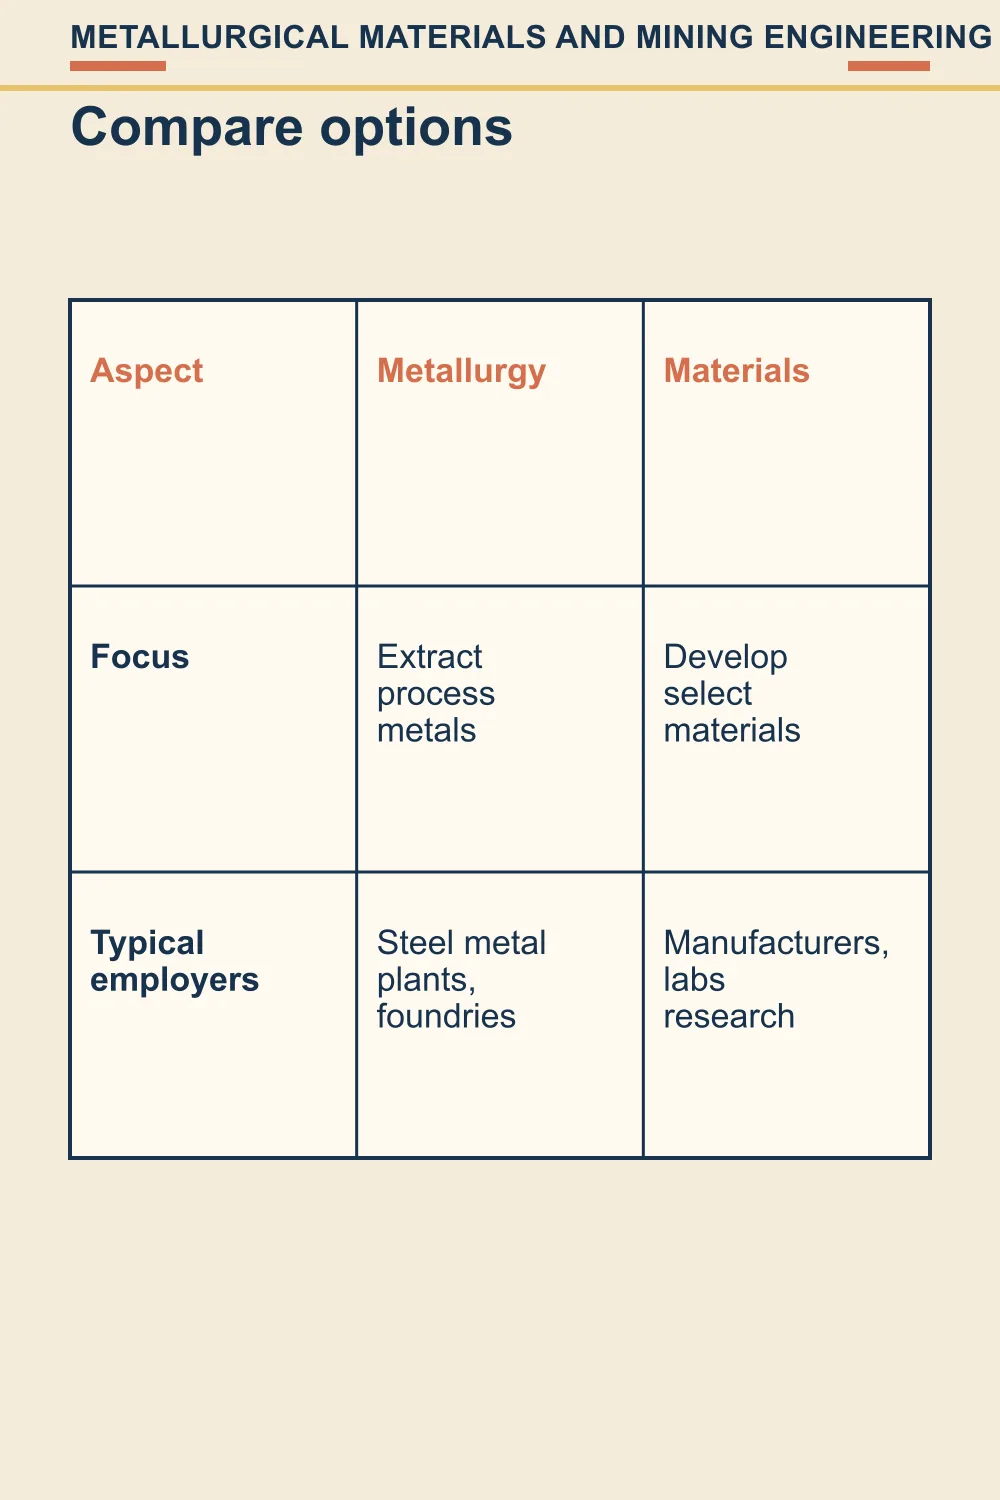 METALLURGICAL MATERIALS AND MINING ENGINEERING
Compare options
Aspect
Metallurgy
Materials
Focus
Extract
process
metals
Develop
select
materials
Typical
employers
Steel metal
plants,
foundries
Manufacturers,
labs
research